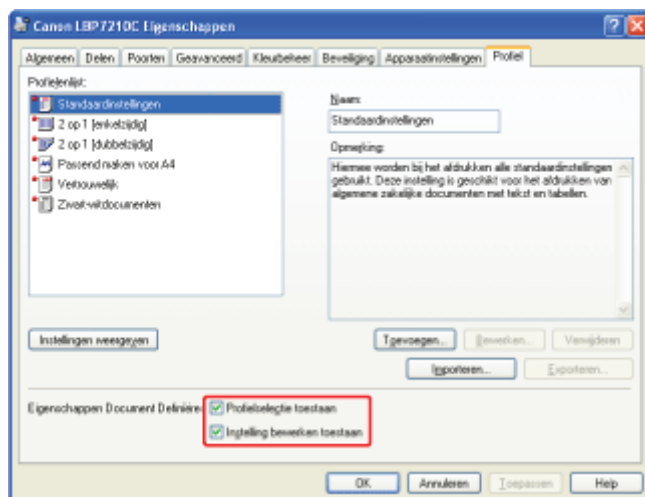 Canon LBP7210C Eigenschappen
Algemeen Delen Poorten Geavanceerd Kleurbeheer Beveiliging Apparaatinstellingen Profiel
Profielenlijst:
Standaardinstellingen
2 op 1 [enkelzijdig]
2 op 1 [dubbelzijdig]
Passend maken voor A4
Vertrouwelijk
Zwart-witdocumenten
Naam:
Standaardinstellingen
Opmerking:
Hiermee worden bij het afdrukken alle standaardinstellingen
gebruikt. Deze instelling is geschikt voor het afdrukken van
algemene zakelijke documenten met tekst en tabellen.
Instellingen weergeven
Toevoegen... Bewerken... Verwijderen
Importeren... Exporteren...
Eigenschappen Document Definiëre
Profielselectie toestaan
Instelling bewerken toestaan
OK Annuleren Toepassen Help